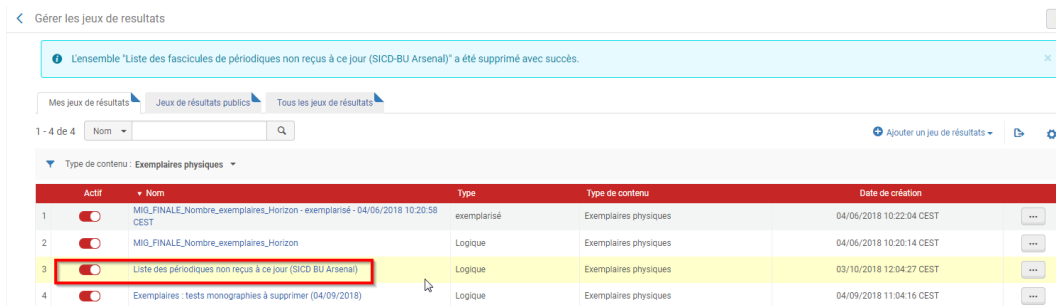 Gérer les jeux de resultats
L'ensemble "Liste des fascicules de périodiques non reçus à ce jour (SICD-BU Arsenal)" a été supprimé avec succès.
Mes jeux de résultats Jeux de résultats publics Tous les jeux de résultats
1 - 4 de 4 Nom Ajouter un jeu de résultats
Type de contenu : Exemplaires physiques
Actif Nom Type Type de contenu Date de création
1 MIG_FINALE_Nombre_exemplaires_Horizon - exemplarisé - 04/06/2018 10:20:58 CEST exemplarisé Exemplaires physiques 04/06/2018 10:22:04 CEST
2 MIG_FINALE_Nombre_exemplaires_Horizon Logique Exemplaires physiques 04/06/2018 10:20:14 CEST
3 Liste des périodiques non reçus à ce jour (SICD BU Arsenal) Logique Exemplaires physiques 03/10/2018 12:04:27 CEST
4 Exemplaires : tests monographies à supprimer (04/09/2018) Logique Exemplaires physiques 04/09/2018 11:04:16 CEST